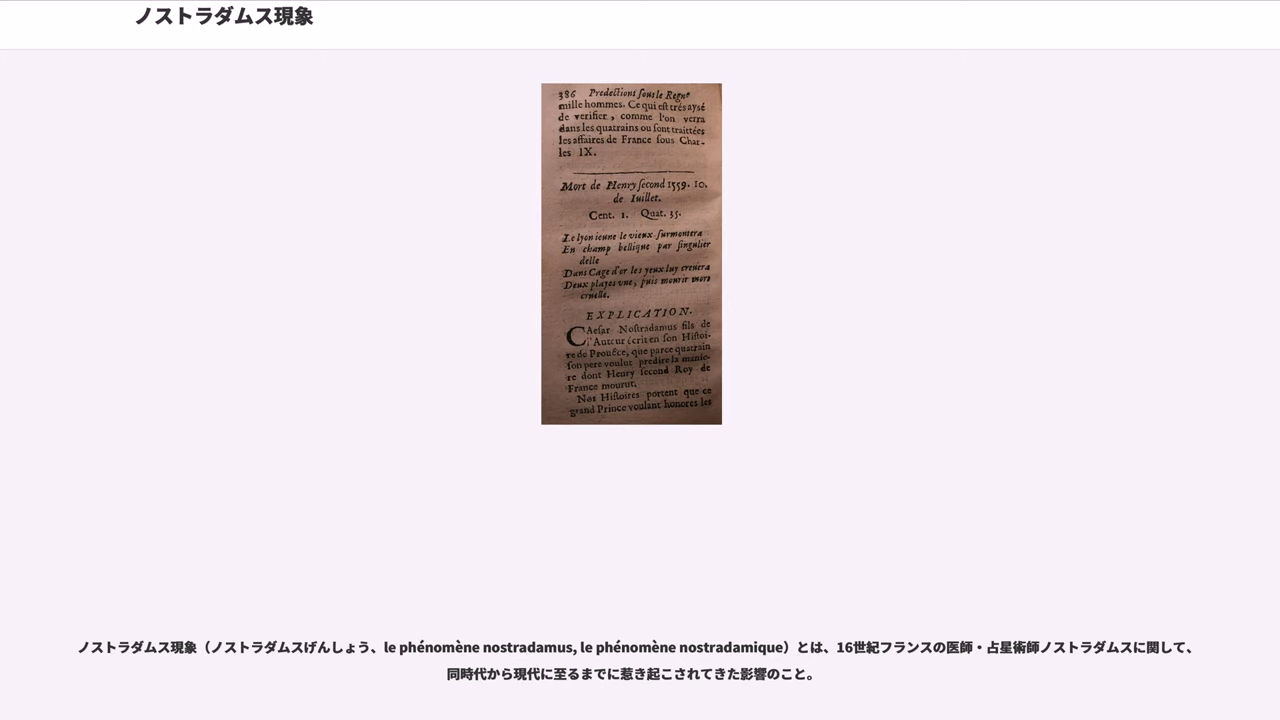 ノストラダムス現象
386 Predections sous le Regne
mille hommes. Ce qui est trés aysé
de verifier, comme l'on verra
dans les quatrains ou sont traittées
les affaires de France sous Char-
les IX.
Mort de Henry second 1559. 10.
de Iuillet.
Cent. 1. Quat. 35.
Le lyon ieune le vieux surmontera
En champ bellique par singulier
delle
Dans Cage d'or les yeux luy creuera
Deux playes vne, puis mourir mort
cruelle.
EXPLICATION.
CAesar Nostradamus fils de
l'Auteur écrit en son Histoi-
re de Prouêce, que par ce quatrain
son pere voulut predire la manie-
re dont Henry second Roy de
France mourut.
Nos Histoires portent que ce
grand Prince voulant honores les
ノストラダムス現象（ノストラダムスげんしょう、le phénomène nostradamus, le phénomène nostradamique）とは、16世紀フランスの医師・占星術師ノストラダムスに関して、
同時代から現代に至るまでに惹き起こされてきた影響のこと。